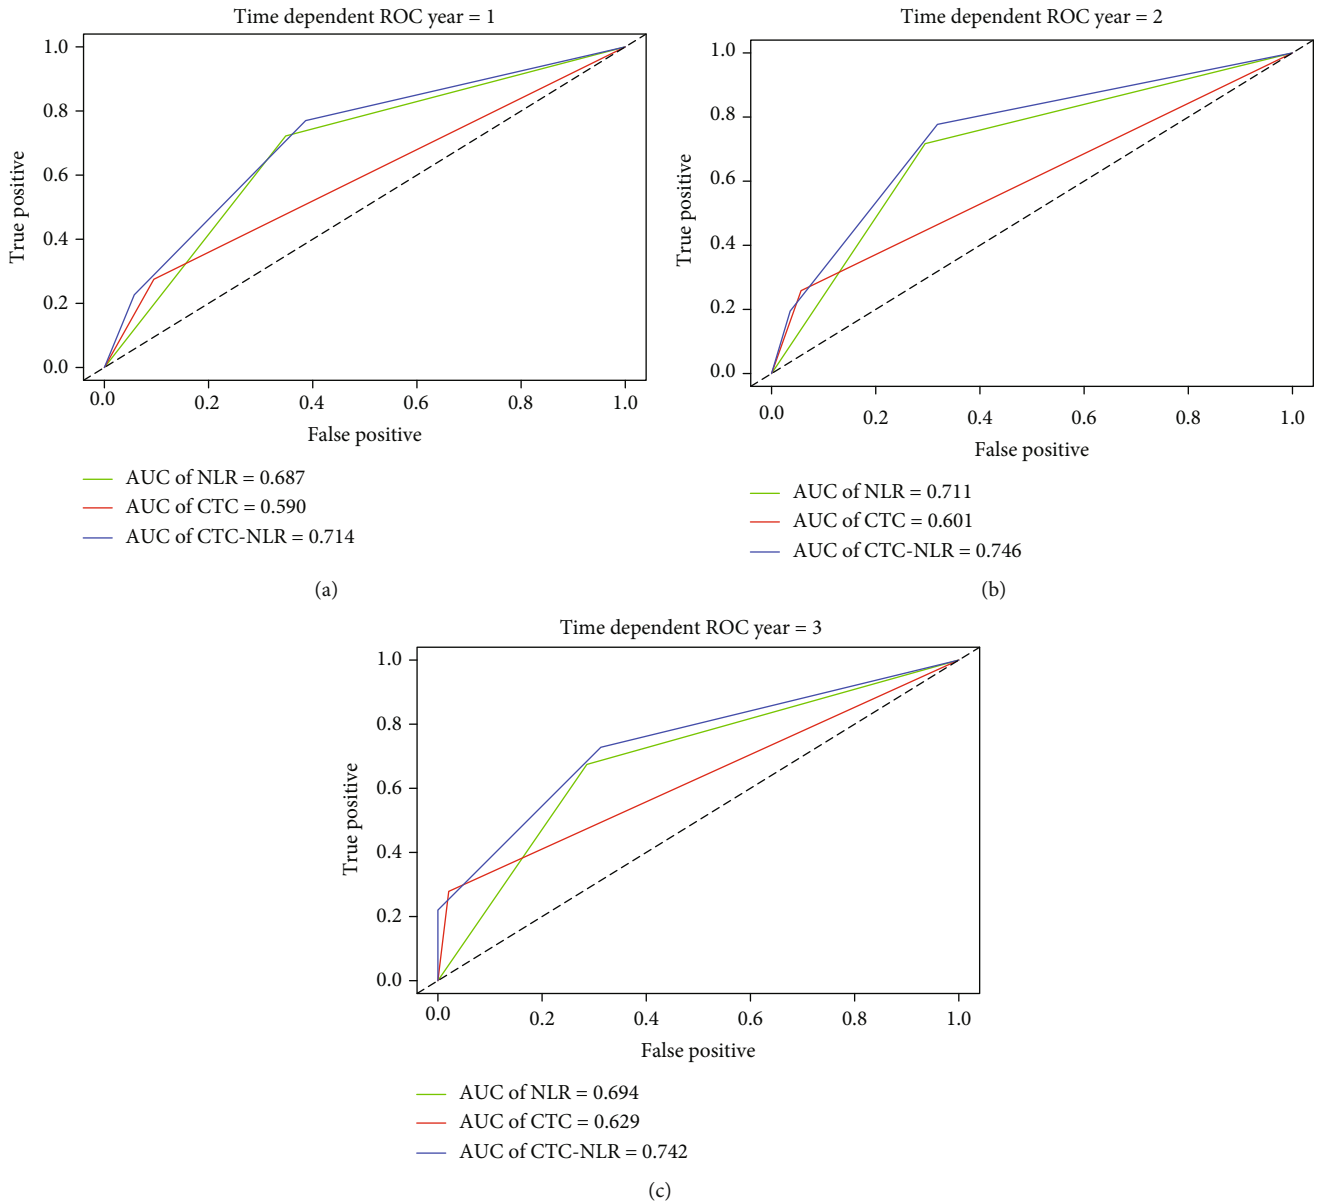 Time dependent ROC year = 1
1.0
0.8
0.6
0.4
0.2
0.0
True positive
0.0 0.2 0.4 0.6 0.8 1.0
False positive
AUC of NLR = 0.687
AUC of CTC = 0.590
AUC of CTC-NLR = 0.714
(a)
Time dependent ROC year = 2
1.0
0.8
0.6
0.4
0.2
0.0
True positive
0.0 0.2 0.4 0.6 0.8 1.0
False positive
AUC of NLR = 0.711
AUC of CTC = 0.601
AUC of CTC-NLR = 0.746
(b)
Time dependent ROC year = 3
1.0
0.8
0.6
0.4
0.2
0.0
True positive
0.0 0.2 0.4 0.6 0.8 1.0
False positive
AUC of NLR = 0.694
AUC of CTC = 0.629
AUC of CTC-NLR = 0.742
(c)